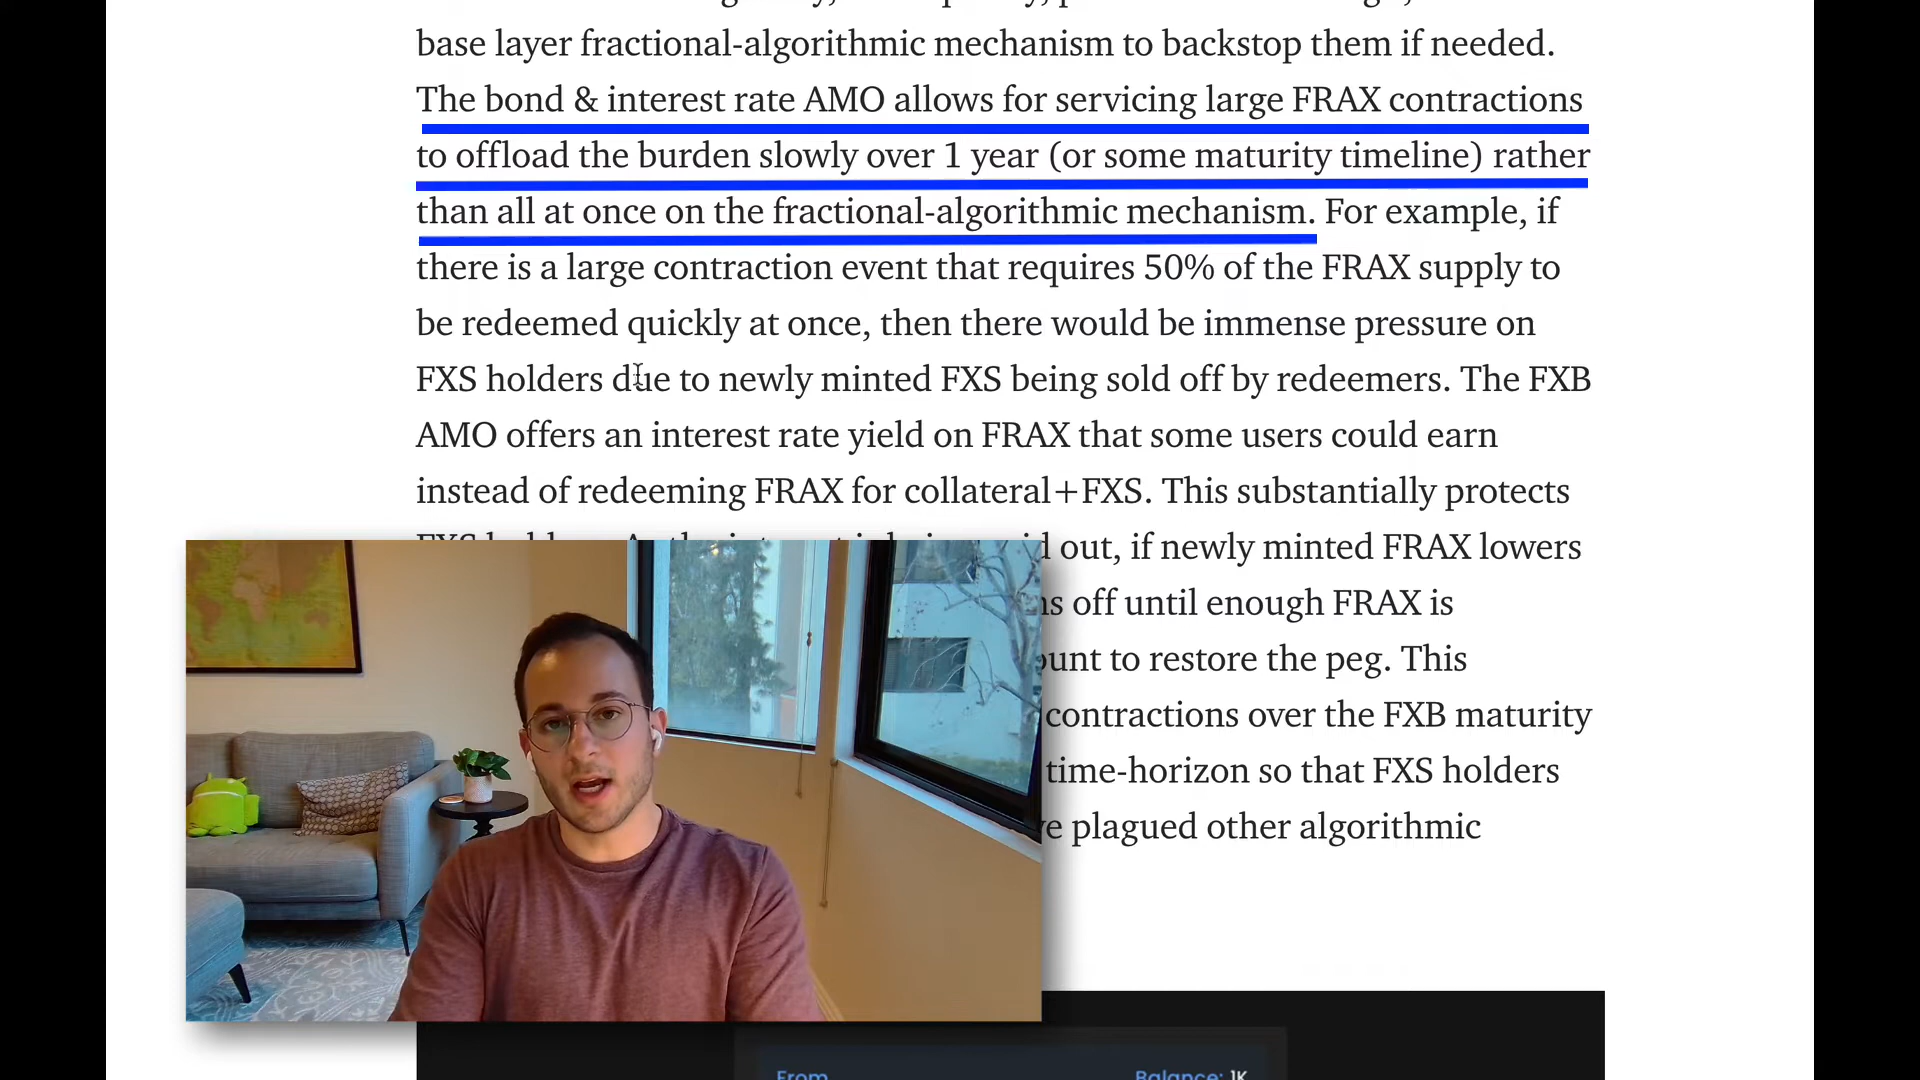 base layer fractional-algorithmic mechanism to backstop them if needed.
The bond & interest rate AMO allows for servicing large FRAX contractions
to offload the burden slowly over 1 year (or some maturity timeline) rather
than all at once on the fractional-algorithmic mechanism. For example, if
there is a large contraction event that requires 50% of the FRAX supply to
be redeemed quickly at once, then there would be immense pressure on
FXS holders due to newly minted FXS being sold off by redeemers. The FXB
AMO offers an interest rate yield on FRAX that some users could earn
instead of redeeming FRAX for collateral+FXS. This substantially protects
out, if newly minted FRAX lowers
off until enough FRAX is
to restore the peg. This
contractions over the FXB maturity
time-horizon so that FXS holders
plagued other algorithmic
From Balance: 1K